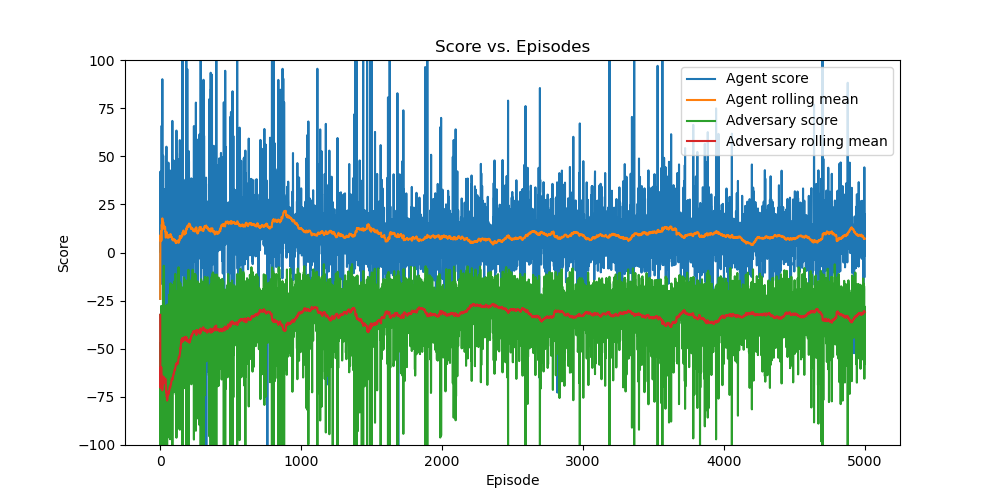 Score vs. Episodes
100
75
50
25
0
−25
−50
−75
−100
Score
0
1000
2000
3000
4000
5000
Episode
Agent score
Agent rolling mean
Adversary score
Adversary rolling mean